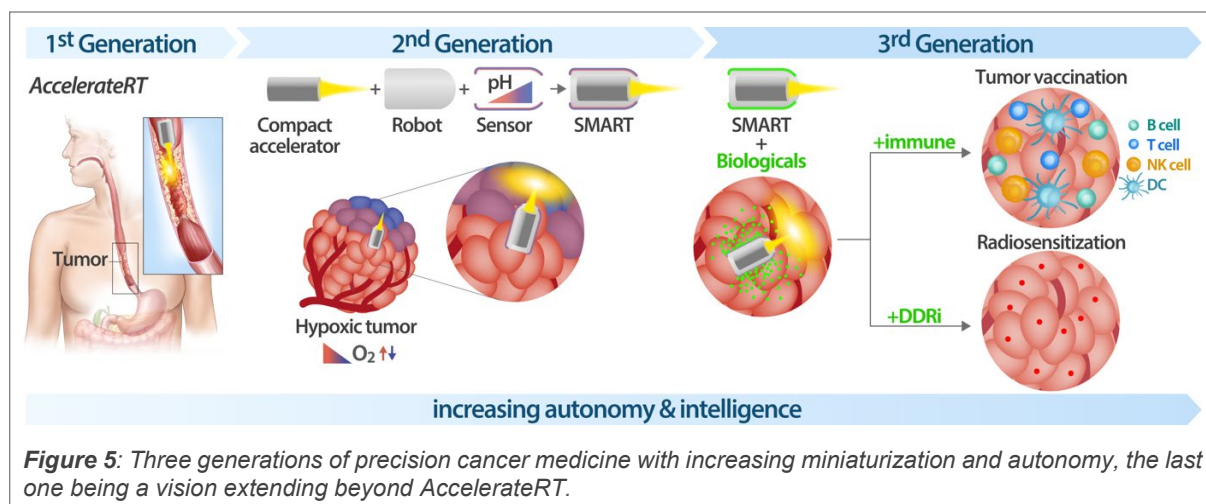 1st Generation
2nd Generation
3rd Generation
AccelerateRT
Tumor
Compact
accelerator
+
Robot
+
pH
Sensor
SMART
Hypoxic tumor
O2
SMART
+
Biologicals
+immune
+DDRi
Tumor vaccination
B cell
T cell
NK cell
DC
Radiosensitization
increasing autonomy & intelligence
Figure 5: Three generations of precision cancer medicine with increasing miniaturization and autonomy, the last
one being a vision extending beyond AccelerateRT.